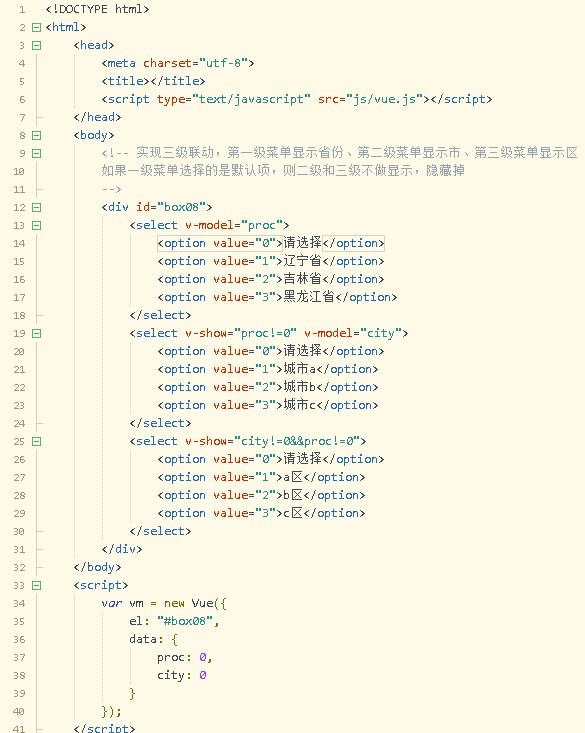 1 <!DOCTYPE html>
2 <html>
3 <head>
4 <meta charset="utf-8">
5 <title></title>
6 <script type="text/javascript" src="js/vue.js"></script>
7 </head>
8 <body>
9 <!-- 实现三级联动，第一级菜单显示省份、第二级菜单显示市、第三级菜单显示区
10 如果一级菜单选择的是默认项，则二级和三级不做显示，隐藏掉
11 -->
12 <div id="box08">
13 <select v-model="proc">
14 <option value="0">请选择</option>
15 <option value="1">辽宁省</option>
16 <option value="2">吉林省</option>
17 <option value="3">黑龙江省</option>
18 </select>
19 <select v-show="proc!=0" v-model="city">
20 <option value="0">请选择</option>
21 <option value="1">城市a</option>
22 <option value="2">城市b</option>
23 <option value="3">城市c</option>
24 </select>
25 <select v-show="city!=0&&proc!=0">
26 <option value="0">请选择</option>
27 <option value="1">a区</option>
28 <option value="2">b区</option>
29 <option value="3">c区</option>
30 </select>
31 </div>
32 </body>
33 <script>
34 var vm = new Vue({
35 el: "#box08",
36 data: {
37 proc: 0,
38 city: 0
39 }
40 });
41 </script>